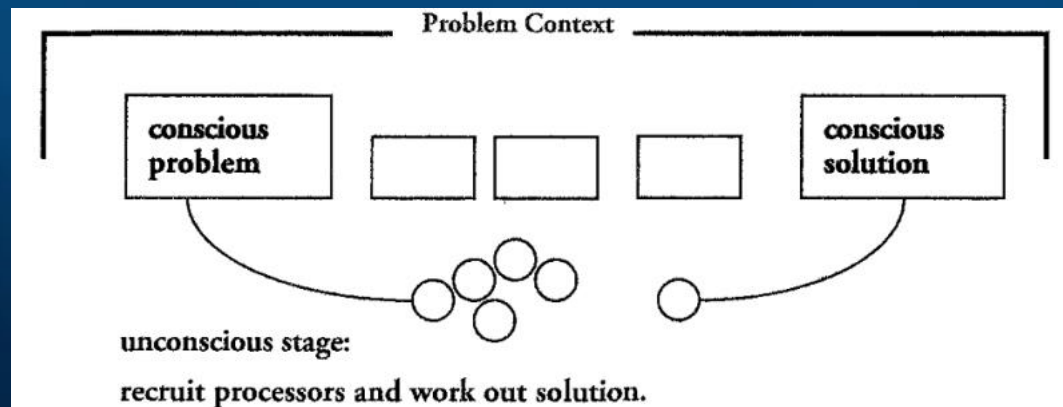 Problem Context
conscious
problem
conscious
solution
unconscious stage:
recruit processors and work out solution.